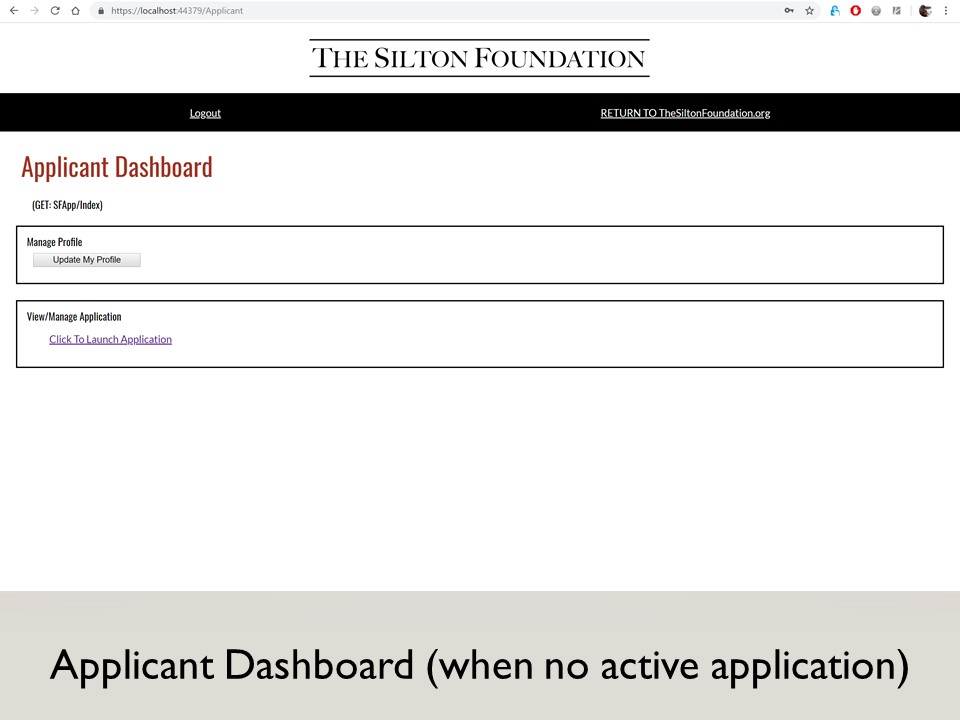 https://localhost:44379/Applicant
THE SILTON FOUNDATION
Logout
RETURN TO TheSiltonFoundation.org
Applicant Dashboard
(GET: SFApp/Index)
Manage Profile
Update My Profile
View/Manage Application
Click To Launch Application
Applicant Dashboard (when no active application)